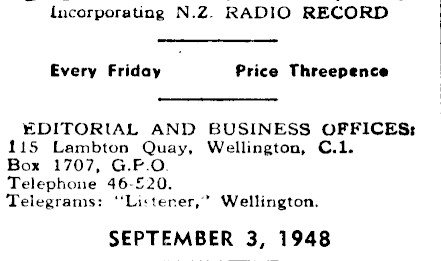 Incorporating N.Z. RADIO RECORD
Every Friday Price Threepence
EDITORIAL AND BUSINESS OFFICES:
115 Lambton Quay, Wellington, C.1.
Box 1707, G.P.O.
Telephone 46-520.
Telegrams: "Listener," Wellington.
SEPTEMBER 3, 1948